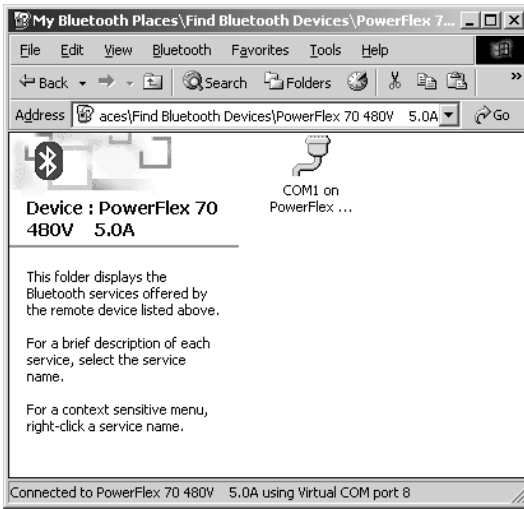 My Bluetooth Places\Find Bluetooth Devices\PowerFlex 7...
File Edit View Bluetooth Favorites Tools Help
Back Search Folders »
Address aces\Find Bluetooth Devices\PowerFlex 70 480V 5.0A Go
COM1 on
PowerFlex ...
Device : PowerFlex 70
480V 5.0A
This folder displays the
Bluetooth services offered by
the remote device listed above.
For a brief description of each
service, select the service
name.
For a context sensitive menu,
right-click a service name.
Connected to PowerFlex 70 480V 5.0A using Virtual COM port 8